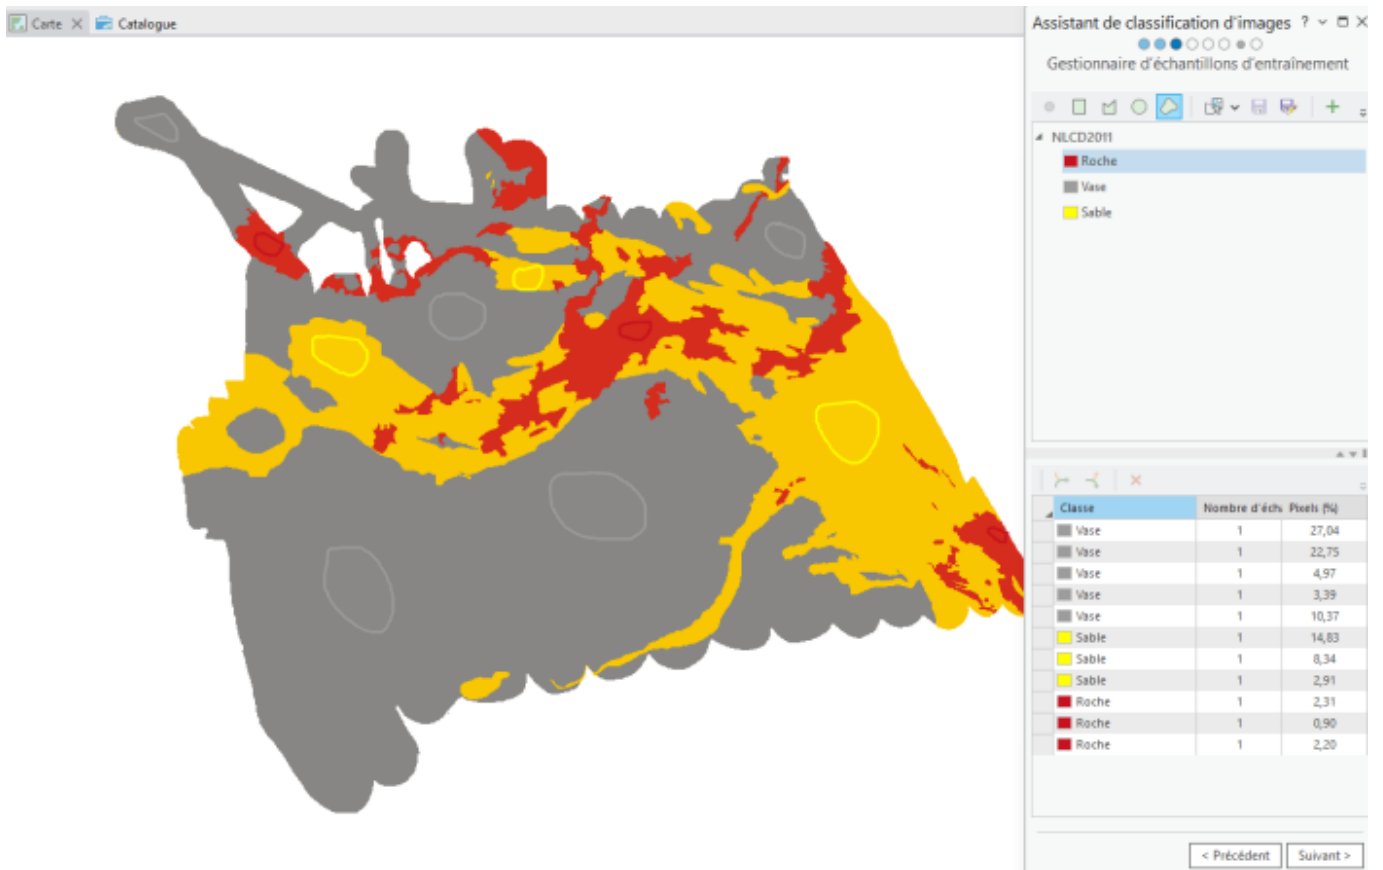 Carte Catalogue
Assistant de classification d'images
Gestionnaire d'échantillons d'entraînement
NLCD2011
Roche
Vase
Sable
Classe Nombre d'éch. Pixels (%)
Vase 1 27,04
Vase 1 22,75
Vase 1 4,97
Vase 1 3,39
Vase 1 10,37
Sable 1 14,83
Sable 1 8,34
Sable 1 2,91
Roche 1 2,31
Roche 1 0,90
Roche 1 2,20
< Précédent Suivant >